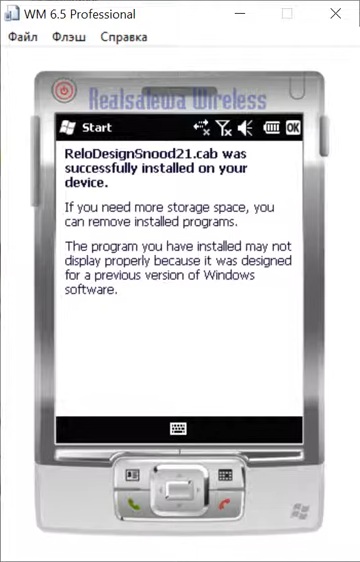 WM 6.5 Professional
Файл Флэш Справка
Realsalewa Wireless
Start OK
ReloDesignSnood21.cab was
successfully installed on your
device.
If you need more storage space, you
can remove installed programs.
The program you have installed may not
display properly because it was designed
for a previous version of Windows
software.